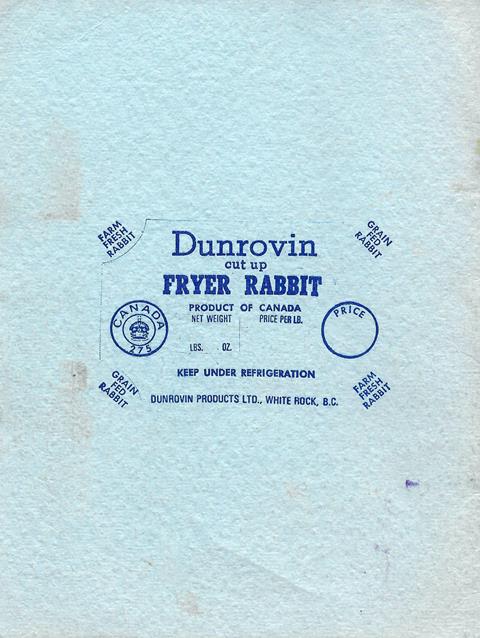 FARM
FRESH
RABBIT
GRAIN
FED
RABBIT
Dunrovin
cut up
FRYER RABBIT
PRODUCT OF CANADA
NET WEIGHT PRICE PER LB.
CANADA
275
PRICE
LBS. OZ.
KEEP UNDER REFRIGERATION
GRAIN
FED
RABBIT
FARM
FRESH
RABBIT
DUNROVIN PRODUCTS LTD., WHITE ROCK, B.C.